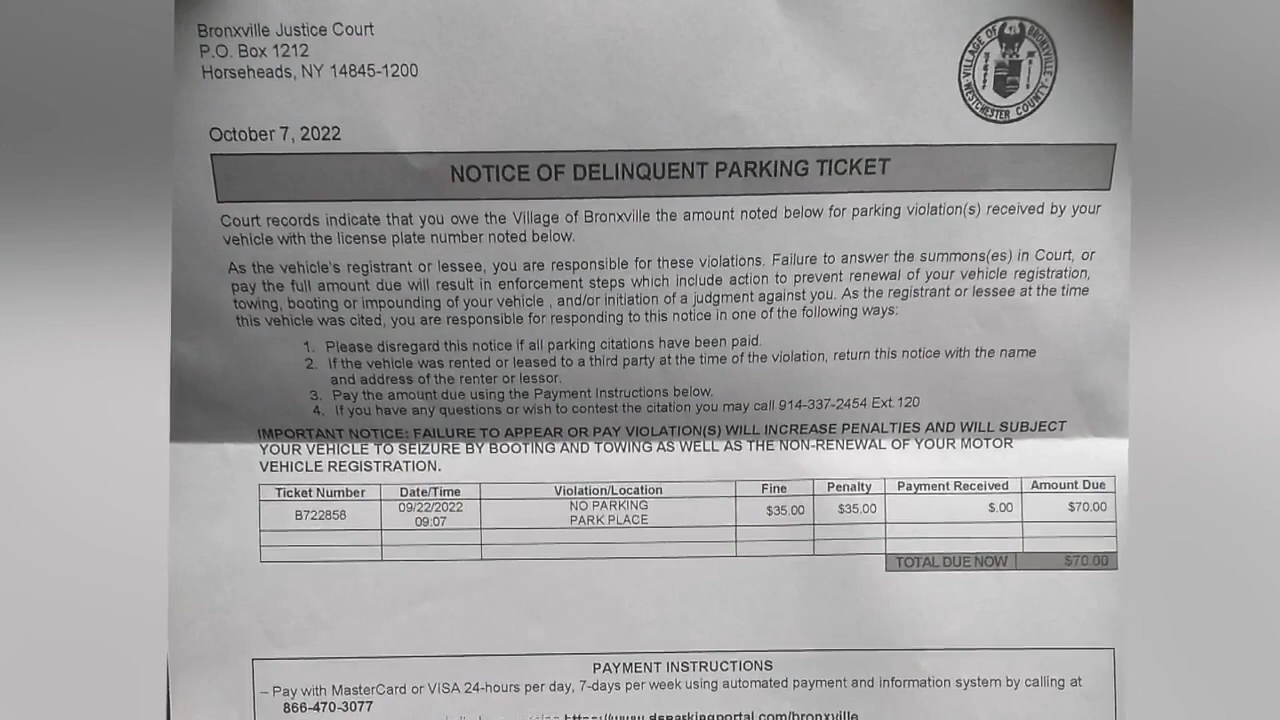 Bronxville Justice Court
P.O. Box 1212
Horseheads, NY 14845-1200
VILLAGE OF BRONXVILLE
WESTCHESTER COUNTY
October 7, 2022
NOTICE OF DELINQUENT PARKING TICKET
Court records indicate that you owe the Village of Bronxville the amount noted below for parking violation(s) received by your
vehicle with the license plate number noted below.
As the vehicle's registrant or lessee, you are responsible for these violations. Failure to answer the summons(es) in Court, or
pay the full amount due will result in enforcement steps which include action to prevent renewal of your vehicle registration,
towing, booting or impounding of your vehicle , and/or initiation of a judgment against you. As the registrant or lessee at the time
this vehicle was cited, you are responsible for responding to this notice in one of the following ways:
1. Please disregard this notice if all parking citations have been paid.
2. If the vehicle was rented or leased to a third party at the time of the violation, return this notice with the name
and address of the renter or lessor.
3. Pay the amount due using the Payment Instructions below.
4. If you have any questions or wish to contest the citation you may call 914-337-2454 Ext.120
IMPORTANT NOTICE: FAILURE TO APPEAR OR PAY VIOLATION(S) WILL INCREASE PENALTIES AND WILL SUBJECT
YOUR VEHICLE TO SEIZURE BY BOOTING AND TOWING AS WELL AS THE NON-RENEWAL OF YOUR MOTOR
VEHICLE REGISTRATION.
Ticket Number Date/Time Violation/Location Fine Penalty Payment Received Amount Due
B722858 09/22/2022 NO PARKING $35.00 $35.00 $.00 $70.00
09:07 PARK PLACE
TOTAL DUE NOW $70.00
PAYMENT INSTRUCTIONS
– Pay with MasterCard or VISA 24-hours per day, 7-days per week using automated payment and information system by calling at
866-470-3077